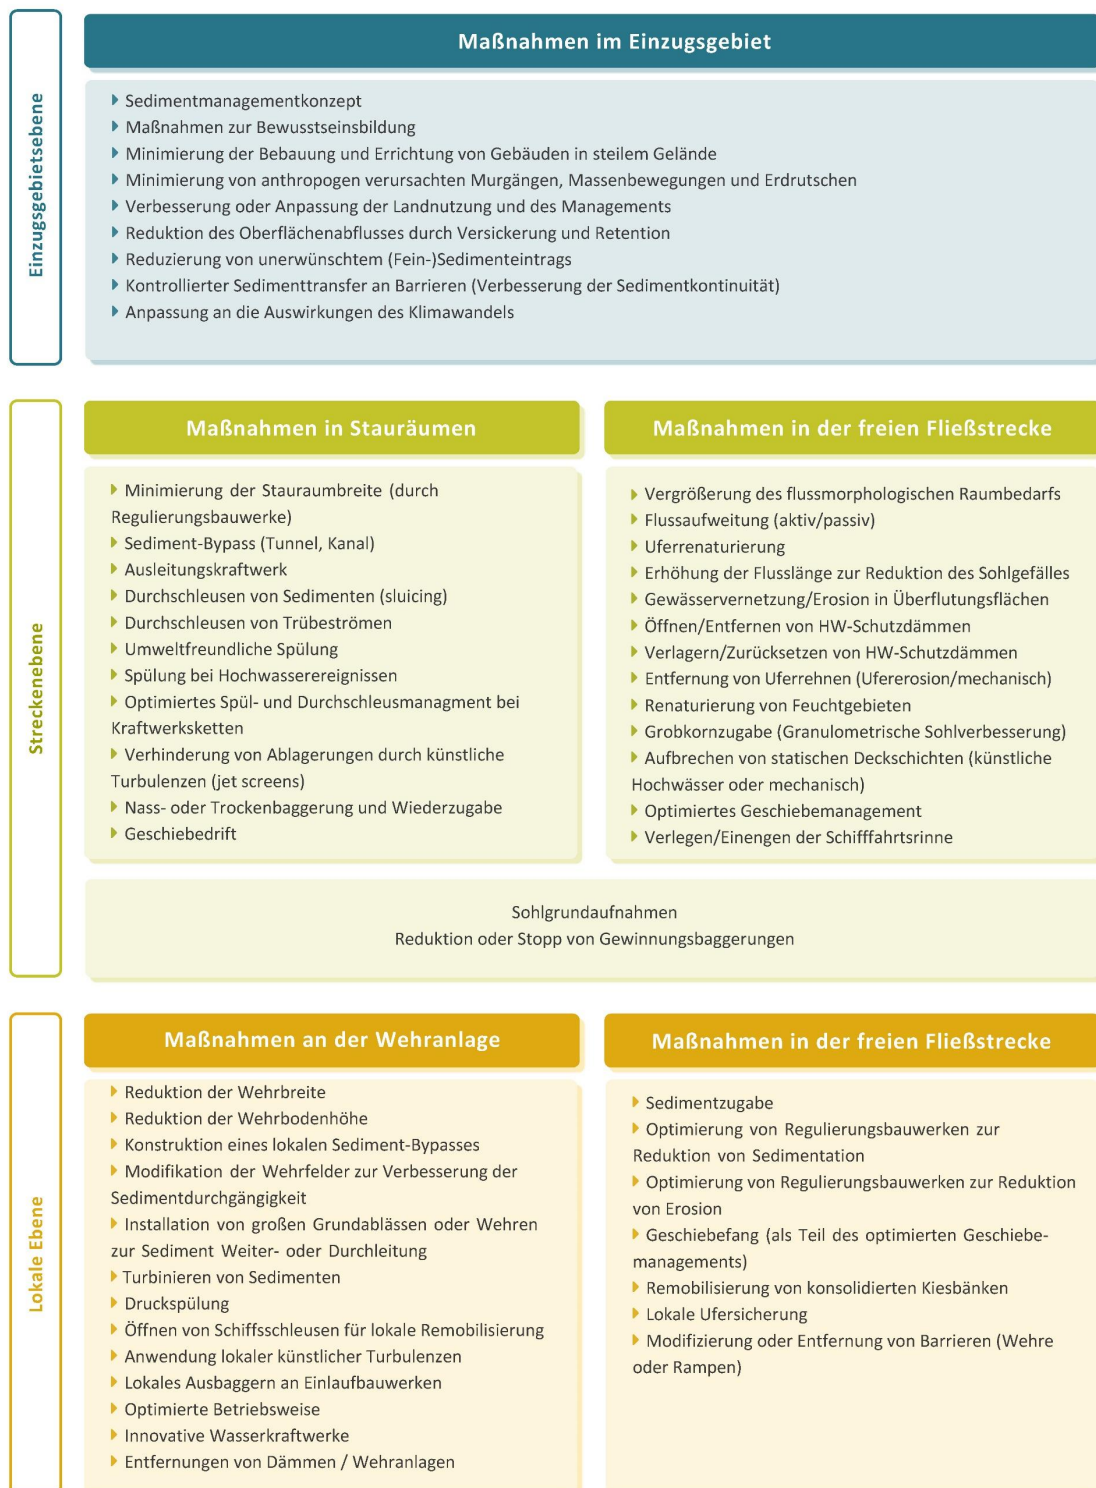 Einzugsgebietsebene
Maßnahmen im Einzugsgebiet
Sedimentmanagementkonzept
Maßnahmen zur Bewusstseinsbildung
Minimierung der Bebauung und Errichtung von Gebäuden in steilem Gelände
Minimierung von anthropogen verursachten Murgängen, Massenbewegungen und Erdrutschen
Verbesserung oder Anpassung der Landnutzung und des Managements
Reduktion des Oberflächenabflusses durch Versickerung und Retention
Reduzierung von unerwünschtem (Fein-)Sedimenteintrags
Kontrollierter Sedimenttransfer an Barrieren (Verbesserung der Sedimentkontinuität)
Anpassung an die Auswirkungen des Klimawandels
Streckenebene
Maßnahmen in Stauräumen
Minimierung der Stauraumbreite (durch
Regulierungsbauwerke)
Sediment-Bypass (Tunnel, Kanal)
Ausleitungskraftwerk
Durchschleusen von Sedimenten (sluicing)
Durchschleusen von Trübeströmen
Umweltfreundliche Spülung
Spülung bei Hochwasserereignissen
Optimiertes Spül- und Durchschleusmanagment bei
Kraftwerksketten
Verhinderung von Ablagerungen durch künstliche
Turbulenzen (jet screens)
Nass- oder Trockenbaggerung und Wiederzugabe
Geschiebedrift
Maßnahmen in der freien Fließstrecke
Vergrößerung des flussmorphologischen Raumbedarfs
Flussaufweitung (aktiv/passiv)
Uferrenaturierung
Erhöhung der Flusslänge zur Reduktion des Sohlgefälles
Gewässervernetzung/Erosion in Überflutungsflächen
Öffnen/Entfernen von HW-Schutzdämmen
Verlagern/Zurücksetzen von HW-Schutzdämmen
Entfernung von Uferrehnen (Ufererosion/mechanisch)
Renaturierung von Feuchtgebieten
Grobkornzugabe (Granulometrische Sohlverbesserung)
Aufbrechen von statischen Deckschichten (künstliche
Hochwässer oder mechanisch)
Optimiertes Geschiebemanagement
Verlegen/Einengen der Schifffahrtsrinne
Sohlgrundaufnahmen
Reduktion oder Stopp von Gewinnungsbaggerungen
Lokale Ebene
Maßnahmen an der Wehranlage
Reduktion der Wehrbreite
Reduktion der Wehrbodenhöhe
Konstruktion eines lokalen Sediment-Bypasses
Modifikation der Wehrfelder zur Verbesserung der
Sedimentdurchgängigkeit
Installation von großen Grundablässen oder Wehren
zur Sediment Weiter- oder Durchleitung
Turbinieren von Sedimenten
Druckspülung
Öffnen von Schiffsschleusen für lokale Remobilisierung
Anwendung lokaler künstlicher Turbulenzen
Lokales Ausbaggern an Einlaufbauwerken
Optimierte Betriebsweise
Innovative Wasserkraftwerke
Entfernungen von Dämmen / Wehranlagen
Maßnahmen in der freien Fließstrecke
Sedimentzugabe
Optimierung von Regulierungsbauwerken zur
Reduktion von Sedimentation
Optimierung von Regulierungsbauwerken zur Reduktion
von Erosion
Geschiebefang (als Teil des optimierten Geschiebe-
managements)
Remobilisierung von konsolidierten Kiesbänken
Lokale Ufersicherung
Modifizierung oder Entfernung von Barrieren (Wehre
oder Rampen)